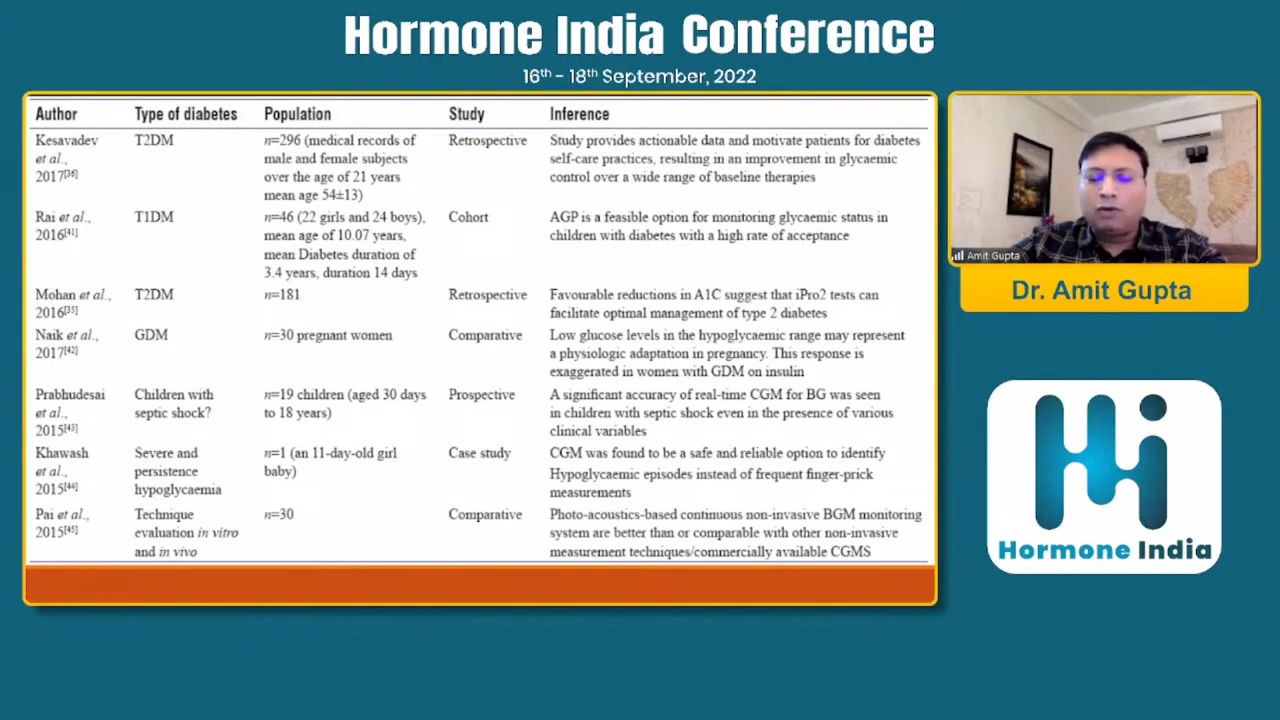 Hormone India Conference
16th - 18th September, 2022
Author Type of diabetes Population Study Inference
Kesavadev T2DM n=296 (medical records of Retrospective Study provides actionable data and motivate patients for diabetes
et al., male and female subjects self-care practices, resulting in an improvement in glycaemic
2017[36] over the age of 21 years control over a wide range of baseline therapies
mean age 54±13)
Rai et al., T1DM n=46 (22 girls and 24 boys), Cohort AGP is a feasible option for monitoring glycaemic status in
2016[41] mean age of 10.07 years, children with diabetes with a high rate of acceptance
mean Diabetes duration of
3.4 years, duration 14 days
Mohan et al., T2DM n=181 Retrospective Favourable reductions in A1C suggest that iPro2 tests can
2016[35] facilitate optimal management of type 2 diabetes
Naik et al., GDM n=30 pregnant women Comparative Low glucose levels in the hypoglycaemic range may represent
2017[42] a physiologic adaptation in pregnancy. This response is
exaggerated in women with GDM on insulin
Prabhudesai Children with n=19 children (aged 30 days Prospective A significant accuracy of real-time CGM for BG was seen
et al., septic shock? to 18 years) in children with septic shock even in the presence of various
2015[43] clinical variables
Khawash Severe and n=1 (an 11-day-old girl Case study CGM was found to be a safe and reliable option to identify
et al., persistence baby) Hypoglycaemic episodes instead of frequent finger-prick
2015[44] hypoglycaemia measurements
Pai et al., Technique n=30 Comparative Photo-acoustics-based continuous non-invasive BGM monitoring
2015[45] evaluation in vitro system are better than or comparable with other non-invasive
and in vivo measurement techniques/commercially available CGMS
Amit Gupta
Dr. Amit Gupta
Hi
Hormone India